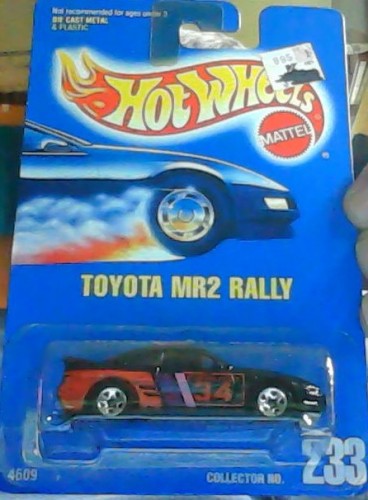 Not recommended for ages under 3
DIE CAST METAL
& PLASTIC
Hot Wheels
MATTEL
®
TOYOTA MR2 RALLY
34
4609
COLLECTOR NO.
233